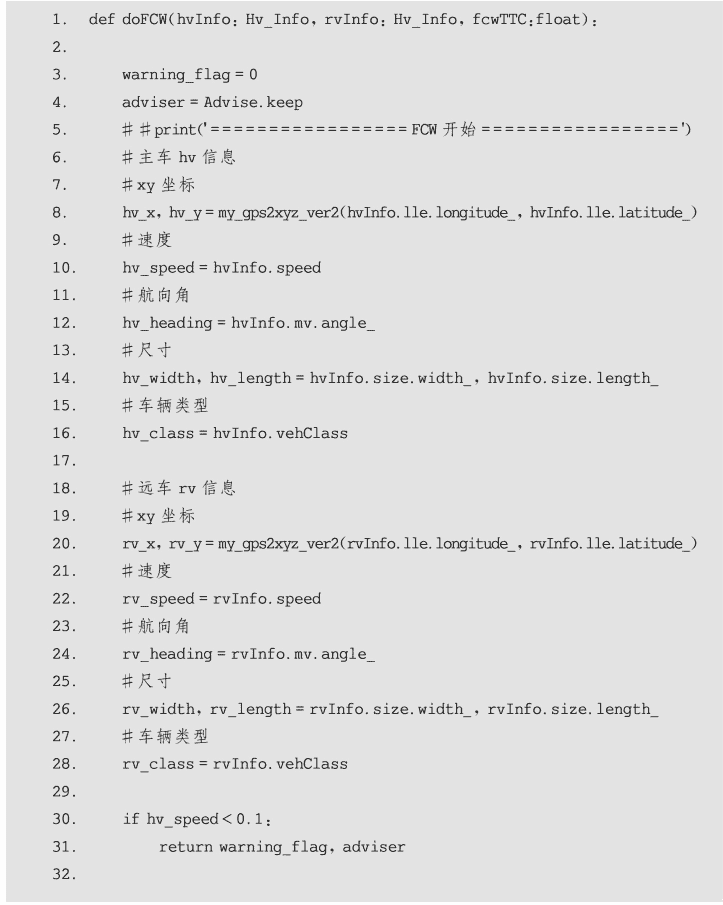 1. def doFCW(hvInfo: Hv_Info, rvInfo: Hv_Info, fcwTTC:float):
2.
3. warning_flag = 0
4. adviser = Advise.keep
5. ##print('================= FCW 开始 =================')
6. #主车 hv 信息
7. #xy 坐标
8. hv_x, hv_y = my_gps2xyz_ver2(hvInfo.lle.longitude_, hvInfo.lle.latitude_)
9. #速度
10. hv_speed = hvInfo.speed
11. #航向角
12. hv_heading = hvInfo.mv.angle_
13. #尺寸
14. hv_width, hv_length = hvInfo.size.width_, hvInfo.size.length_
15. #车辆类型
16. hv_class = hvInfo.vehClass
17.
18. #远车 rv 信息
19. #xy 坐标
20. rv_x, rv_y = my_gps2xyz_ver2(rvInfo.lle.longitude_, rvInfo.lle.latitude_)
21. #速度
22. rv_speed = rvInfo.speed
23. #航向角
24. rv_heading = rvInfo.mv.angle_
25. #尺寸
26. rv_width, rv_length = rvInfo.size.width_, rvInfo.size.length_
27. #车辆类型
28. rv_class = rvInfo.vehClass
29.
30. if hv_speed < 0.1:
31. return warning_flag, adviser
32.